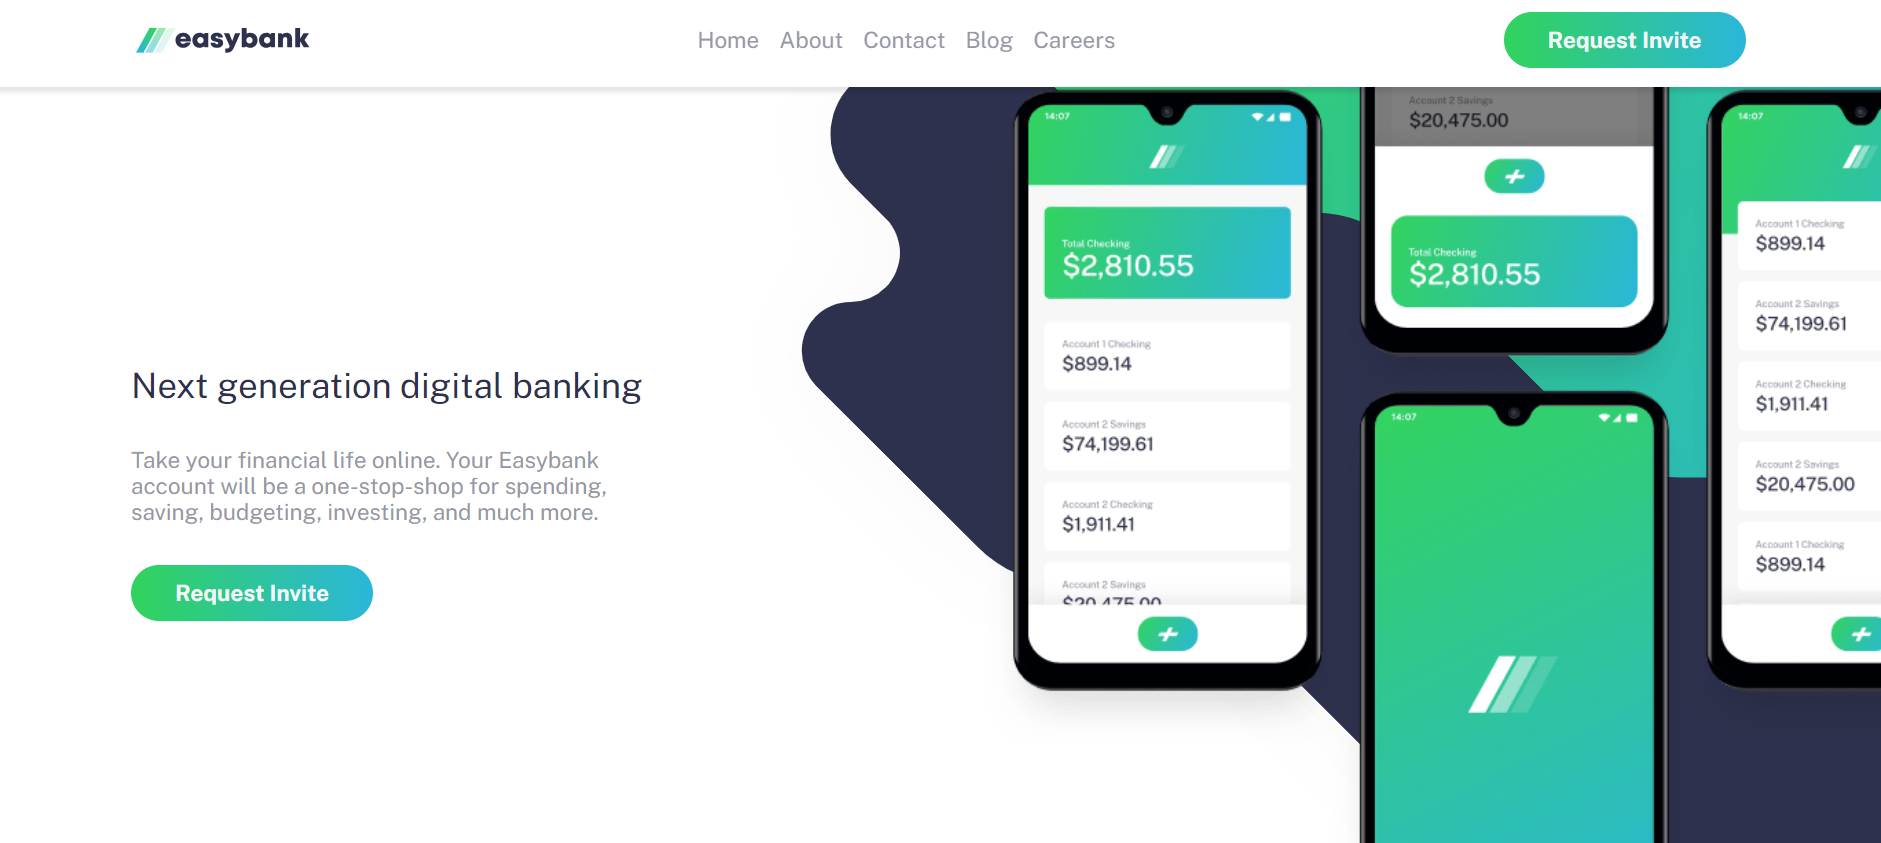 easybank
Home About Contact Blog Careers
Request Invite
Next generation digital banking
Take your financial life online. Your Easybank
account will be a one-stop-shop for spending,
saving, budgeting, investing, and much more.
Request Invite
14:07
Total Checking
$2,810.55
Account 1 Checking
$899.14
Account 2 Savings
$74,199.61
Account 2 Checking
$1,911.41
Account 2 Savings
$20,475.00
Account 2 Savings
$20,475.00
Total Checking
$2,810.55
14:07
14:07
Account 1 Checking
$899.14
Account 2 Savings
$74,199.61
Account 2 Checking
$1,911.41
Account 2 Savings
$20,475.00
Account 1 Checking
$899.14